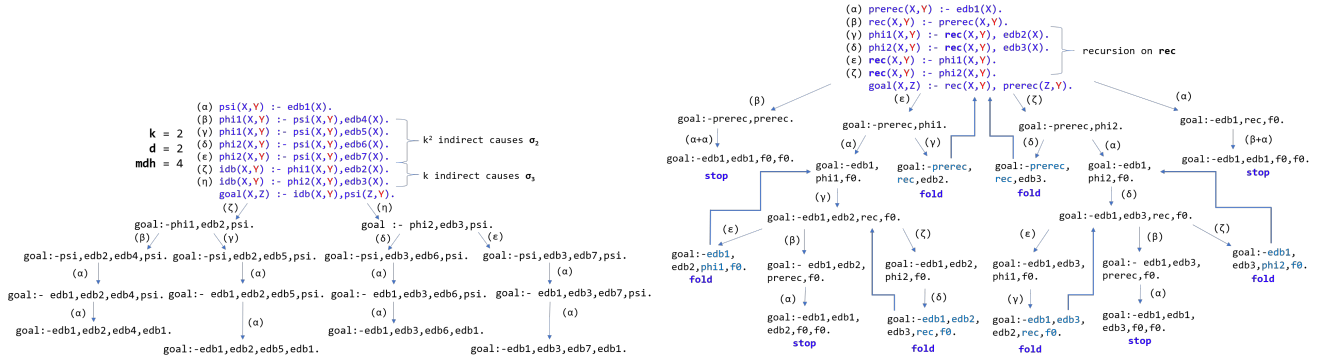 (α) psi(X,Y) :- edb1(X).
(β) phi1(X,Y) :- psi(X,Y),edb4(X).
(γ) phi1(X,Y) :- psi(X,Y),edb5(X).
(δ) phi2(X,Y) :- psi(X,Y),edb6(X).
(ε) phi2(X,Y) :- psi(X,Y),edb7(X).
(ζ) idb(X,Y) :- phi1(X,Y),edb2(X).
(η) idb(X,Y) :- phi2(X,Y),edb3(X).
goal(X,Z) :- idb(X,Y),psi(Z,Y).
k = 2
d = 2
mdh = 4
k² indirect causes σ₂
k indirect causes σ₃
(ζ) (η)
goal:-phi1,edb2,psi. goal :- phi2,edb3,psi.
(β) (γ) (δ) (ε)
goal:-psi,edb2,edb4,psi. goal:-psi,edb2,edb5,psi. goal:-psi,edb3,edb6,psi. goal:-psi,edb3,edb7,psi.
(α) (α) (α) (α)
goal:- edb1,edb2,edb4,psi. goal:- edb1,edb2,edb5,psi. goal:- edb1,edb3,edb6,psi. goal:- edb1,edb3,edb7,psi.
(α) (α) (α) (α)
goal:-edb1,edb2,edb4,edb1. goal:-edb1,edb3,edb6,edb1.
goal:-edb1,edb2,edb5,edb1. goal:-edb1,edb3,edb7,edb1.
(α) prerec(X,Y) :- edb1(X).
(β) rec(X,Y) :- prerec(X,Y).
(γ) phi1(X,Y) :- rec(X,Y), edb2(X).
(δ) phi2(X,Y) :- rec(X,Y), edb3(X).
(ε) rec(X,Y) :- phi1(X,Y).
(ζ) rec(X,Y) :- phi2(X,Y).
goal(X,Z) :- rec(X,Y), prerec(Z,Y).
recursion on rec
(β) (ε) (ζ) (α)
goal:-prerec,prerec. goal:-prerec,phi1. goal:-prerec,phi2. goal:-edb1,rec,f0.
(α+α) (α) (γ) (δ) (α) (β+α)
goal:-edb1,edb1,f0,f0.
stop
goal:-edb1,
phi1,f0.
goal:-prerec,
rec,edb2.
fold
goal:-prerec,
rec,edb3.
fold
goal:-edb1,
phi2,f0.
goal:-edb1,edb1,f0,f0.
stop
(γ) (δ)
goal:-edb1,edb2,rec,f0. goal:-edb1,edb3,rec,f0.
(ε) (β) (ζ) (ε) (β) (ζ)
goal:-edb1,
edb2,phi1,f0.
fold
goal:- edb1,edb2,
prerec,f0.
goal:-edb1,edb2,
phi2,f0.
goal:-edb1,edb3,
phi1,f0.
goal:- edb1,edb3,
prerec,f0.
goal:-edb1,
edb3,phi2,f0.
fold
(α) (δ) (γ) (α)
goal:-edb1,edb1,
edb2,f0,f0.
stop
goal:-edb1,edb2,
edb3,rec,f0.
fold
goal:-edb1,edb3,
edb2,rec,f0.
fold
goal:-edb1,edb1,
edb3,f0,f0.
stop